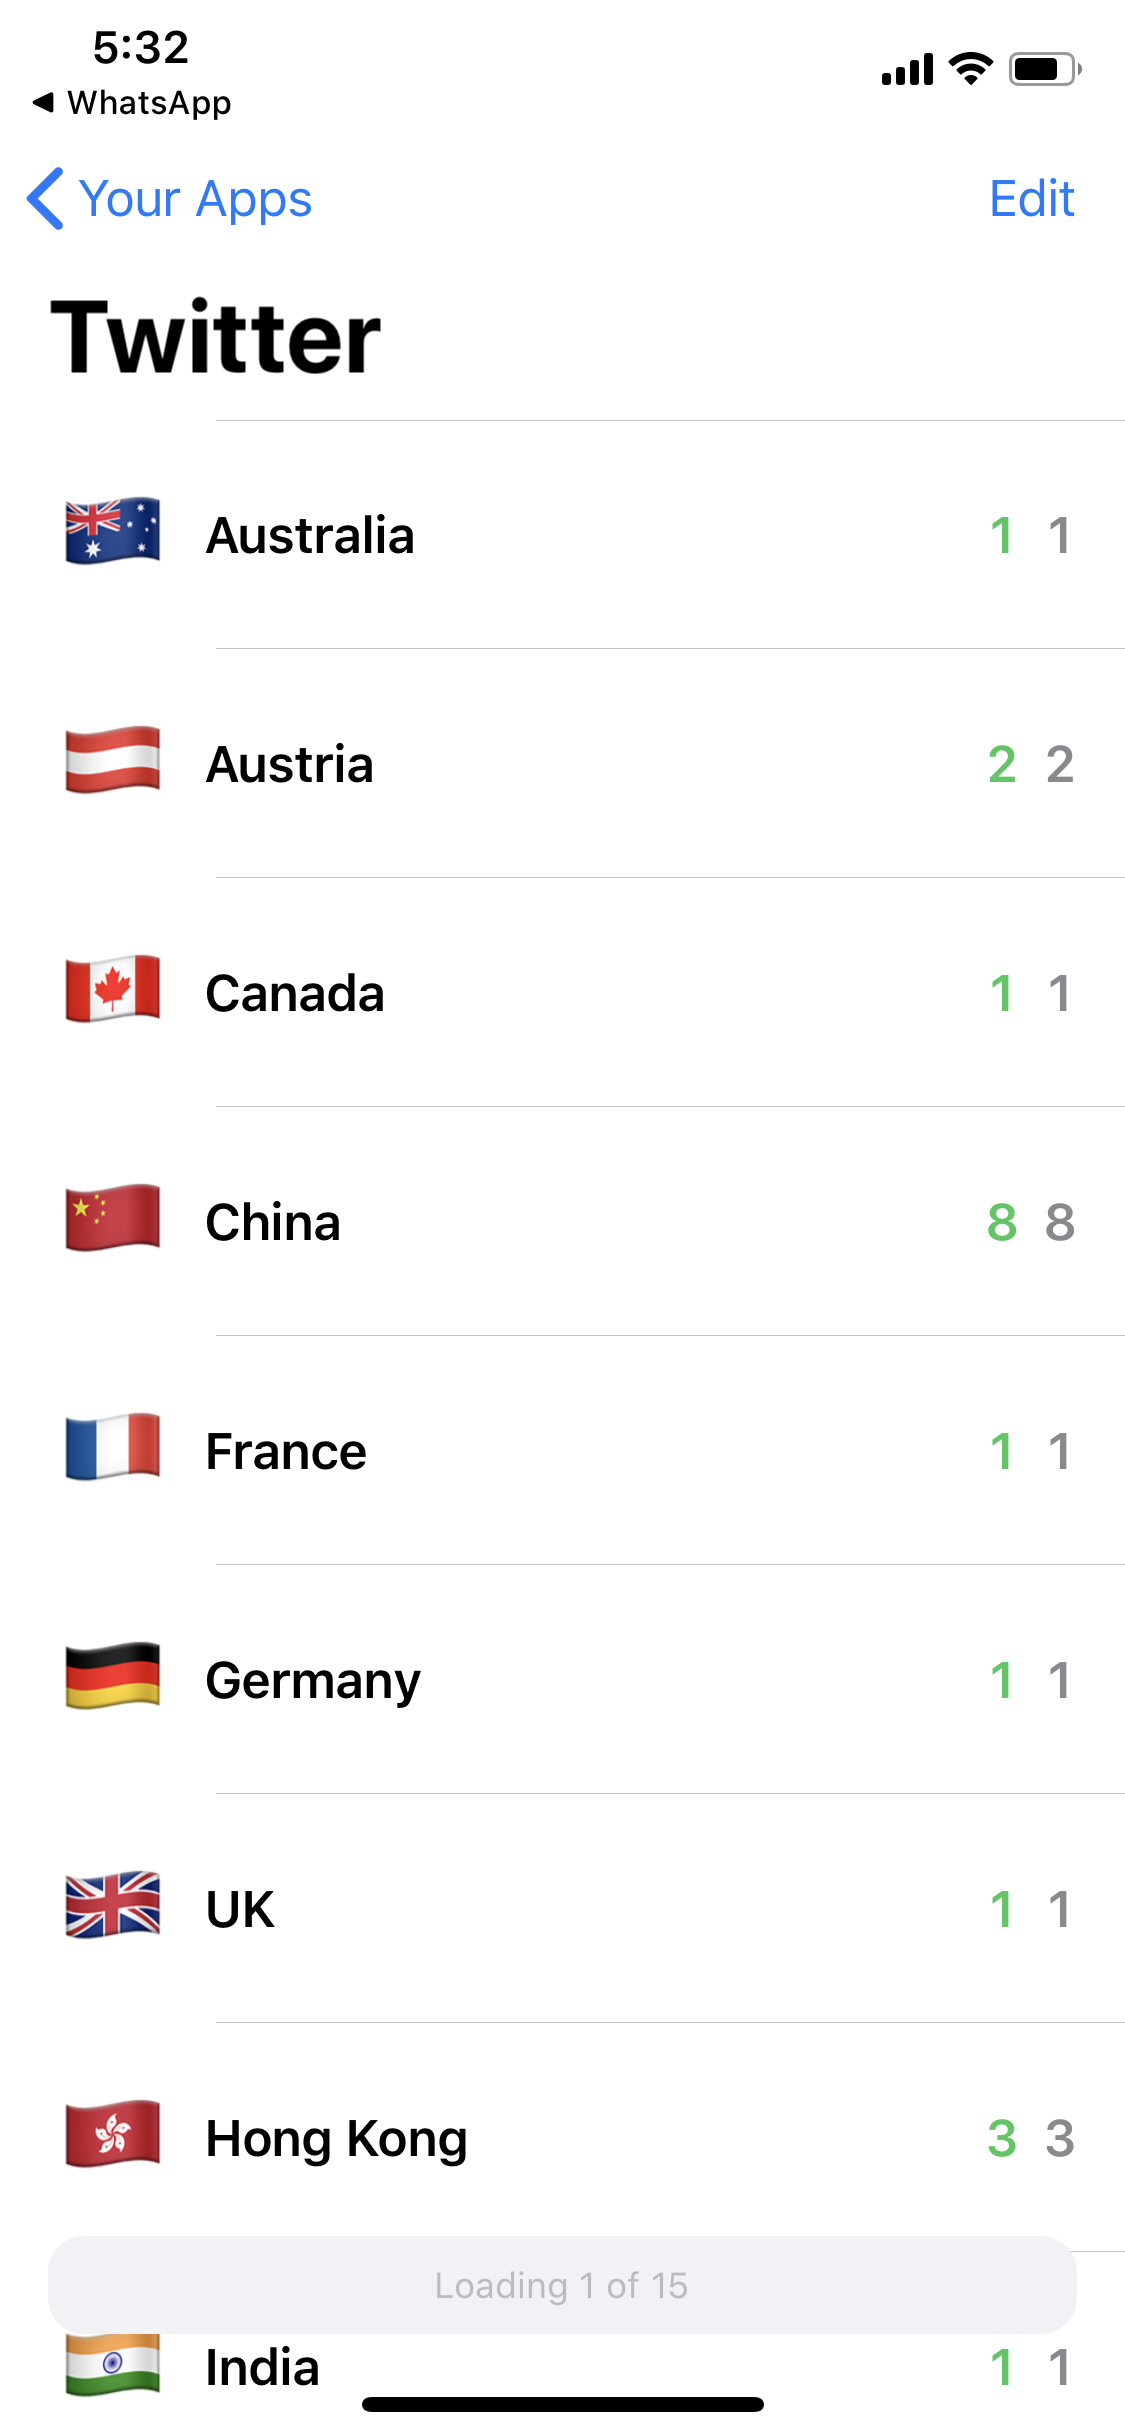 5:32
◀ WhatsApp
Your Apps Edit
Twitter
Australia 1 1
Austria 2 2
Canada 1 1
China 8 8
France 1 1
Germany 1 1
UK 1 1
Hong Kong 3 3
Loading 1 of 15
India 1 1